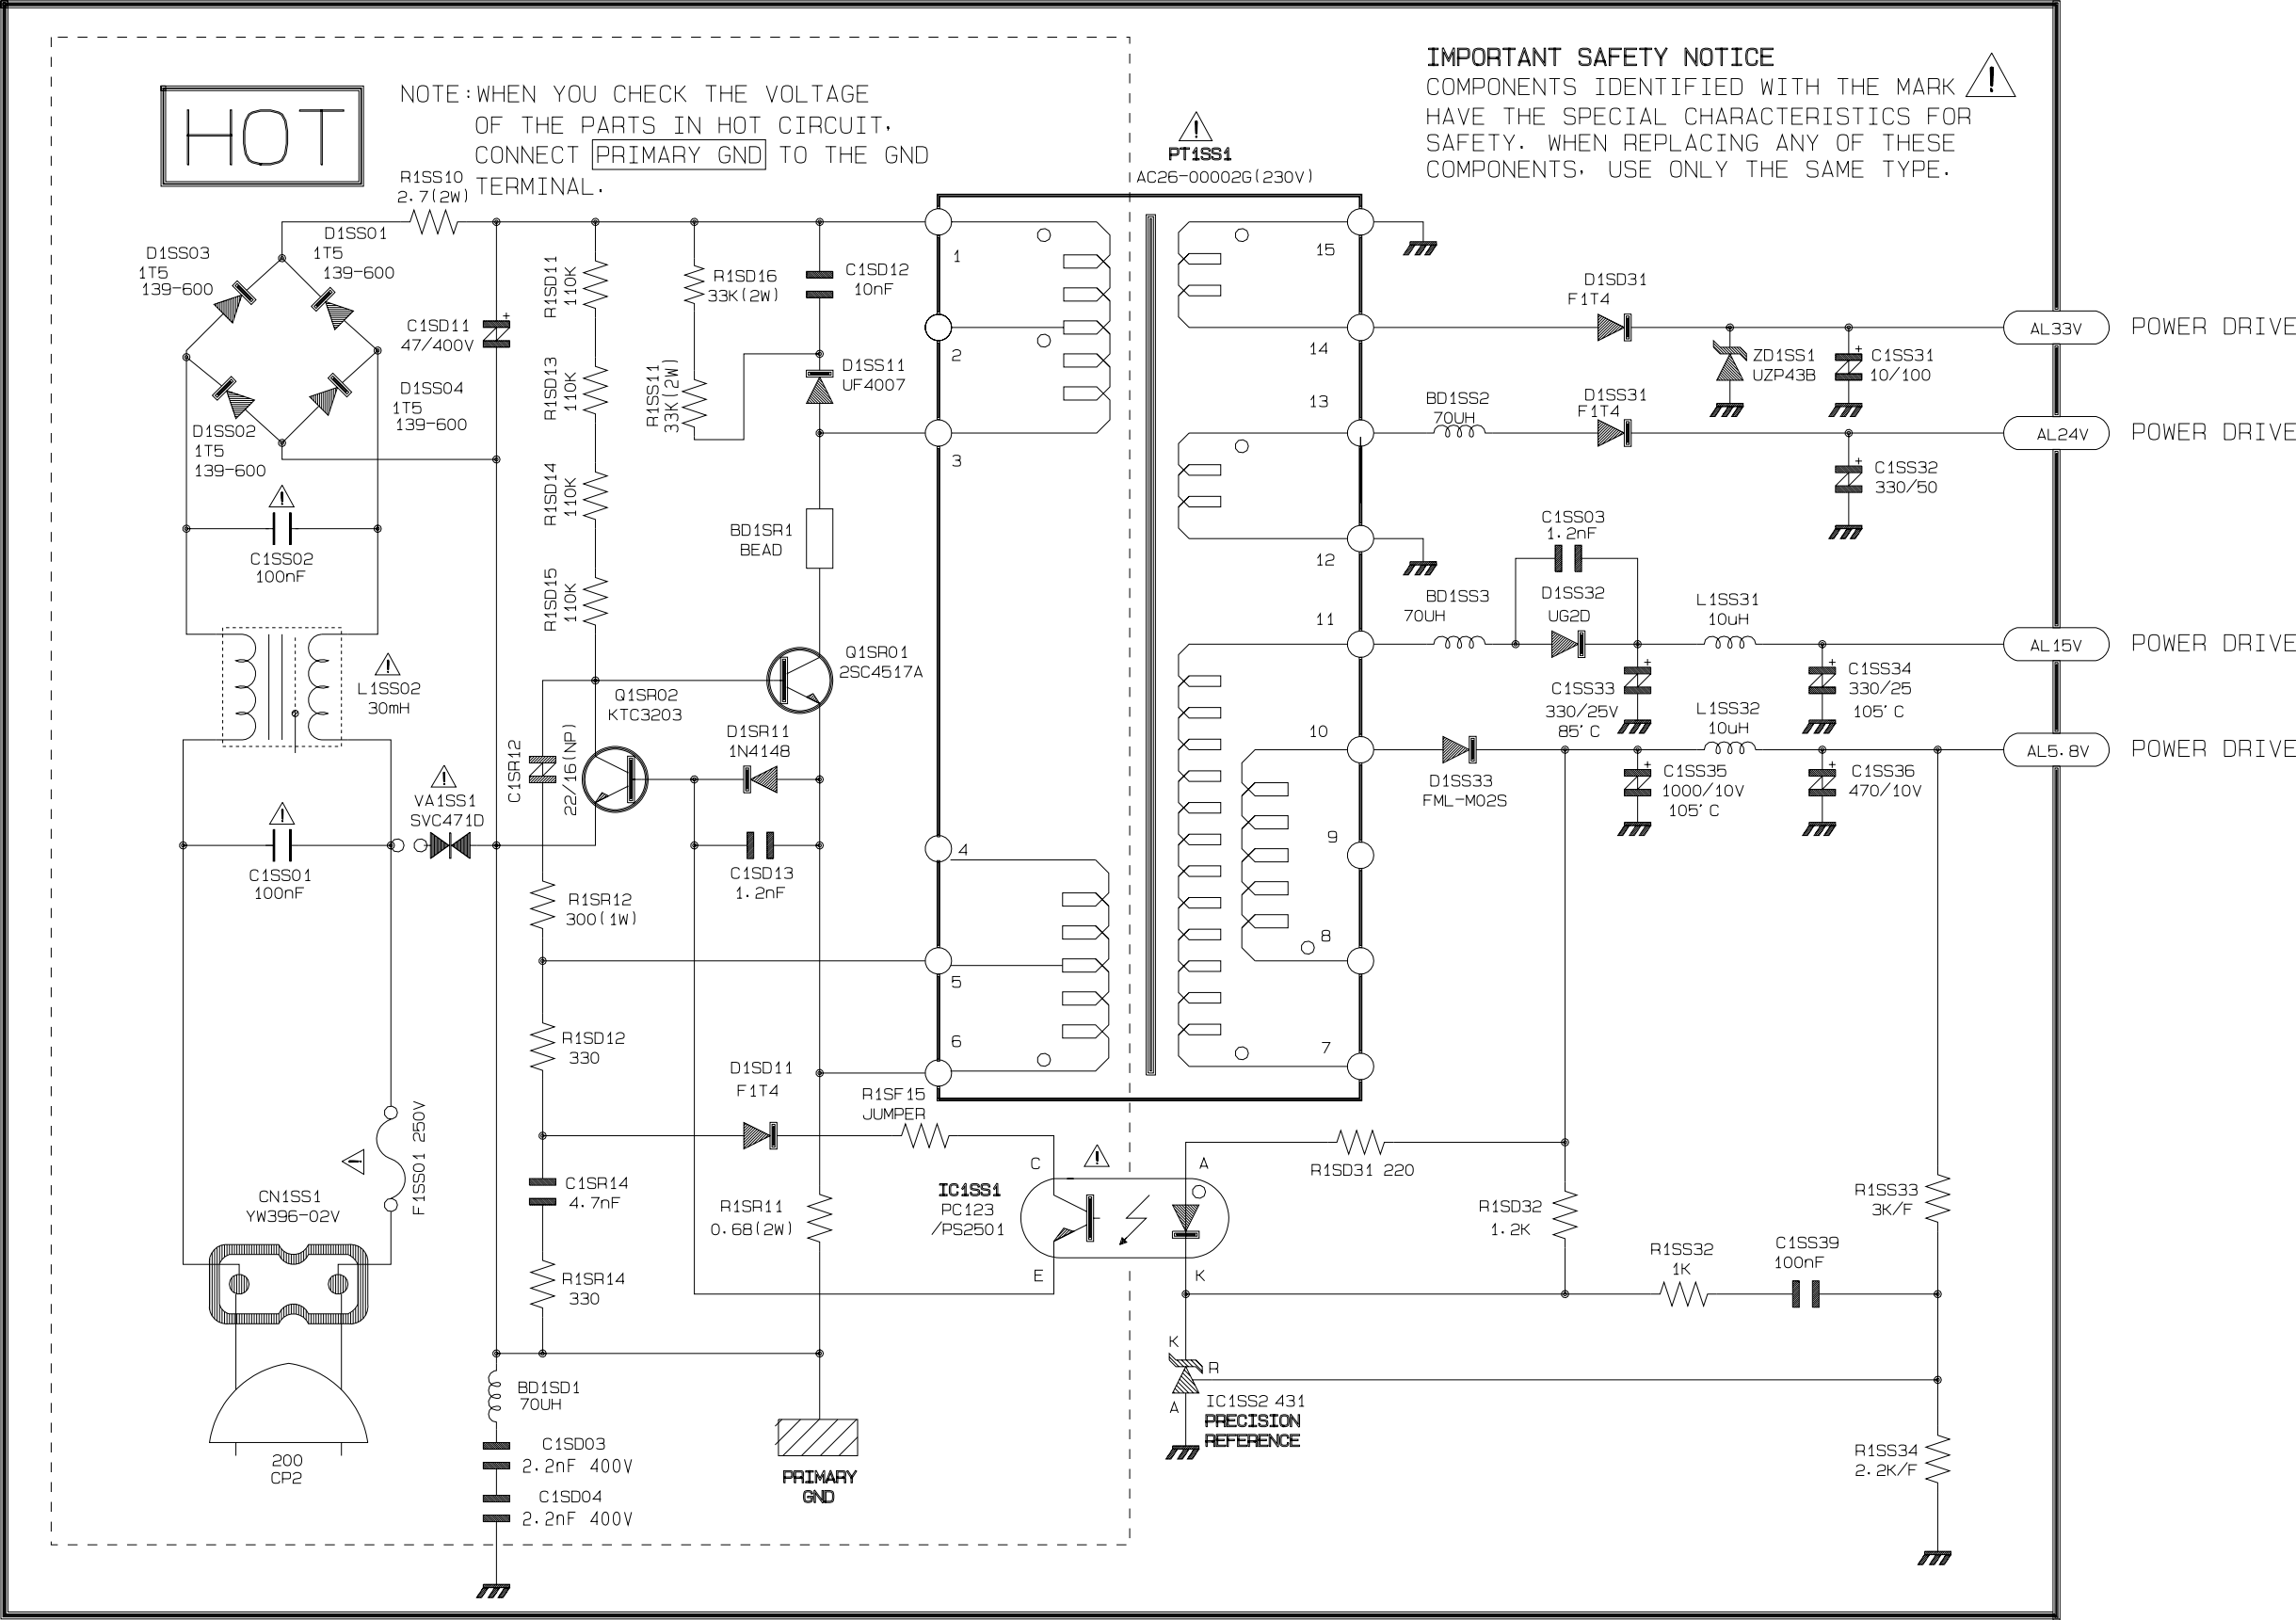 IMPORTANT SAFETY NOTICE
COMPONENTS IDENTIFIED WITH THE MARK !
HAVE THE SPECIAL CHARACTERISTICS FOR
SAFETY. WHEN REPLACING ANY OF THESE
COMPONENTS, USE ONLY THE SAME TYPE.
HOT
NOTE:WHEN YOU CHECK THE VOLTAGE
OF THE PARTS IN HOT CIRCUIT,
CONNECT PRIMARY GND TO THE GND
TERMINAL.
R1SS10
2.7(2W)
D1SS03
1T5
139-600
D1SS01
1T5
139-600
D1SS02
1T5
139-600
D1SS04
1T5
139-600
C1SD11
47/400V
+
R1SD11
110K
R1SD13
110K
R1SD14
110K
R1SD15
110K
R1SD16
33K(2W)
R1SS11
33K(2W)
C1SD12
10nF
D1SS11
UF4007
BD1SR1
BEAD
!
C1SS02
100nF
!
L1SS02
30mH
!
C1SS01
100nF
!
VA1SS1
SVC471D
Q1SR01
2SC4517A
Q1SR02
KTC3203
C1SR12
22/16(NP)
D1SR11
1N4148
C1SD13
1.2nF
R1SR12
300(1W)
R1SD12
330
D1SD11
F1T4
R1SF15
JUMPER
C1SR14
4.7nF
R1SR14
330
R1SR11
0.68(2W)
!
F1SS01 250V
CN1SS1
YW396-02V
200
CP2
BD1SD1
70UH
C1SD03
2.2nF 400V
C1SD04
2.2nF 400V
PRIMARY
GND
!
PT1SS1
AC26-00002G(230V)
1
2
3
4
5
6
15
14
13
12
11
10
9
8
7
D1SD31
F1T4
ZD1SS1
UZP43B
+
C1SS31
10/100
AL33V
POWER DRIVE
BD1SS2
70UH
D1SS31
F1T4
+
C1SS32
330/50
AL24V
POWER DRIVE
C1SS03
1.2nF
BD1SS3
70UH
D1SS32
UG2D
L1SS31
10uH
+
C1SS33
330/25V
85'C
+
C1SS34
330/25
105'C
AL15V
POWER DRIVE
D1SS33
FML-M02S
L1SS32
10uH
+
C1SS35
1000/10V
105'C
+
C1SS36
470/10V
AL5.8V
POWER DRIVE
!
IC1SS1
PC123
/PS2501
C
E
A
K
R1SD31 220
R1SD32
1.2K
R1SS32
1K
C1SS39
100nF
R1SS33
3K/F
R1SS34
2.2K/F
K
R
A
IC1SS2 431
PRECISION
REFERENCE